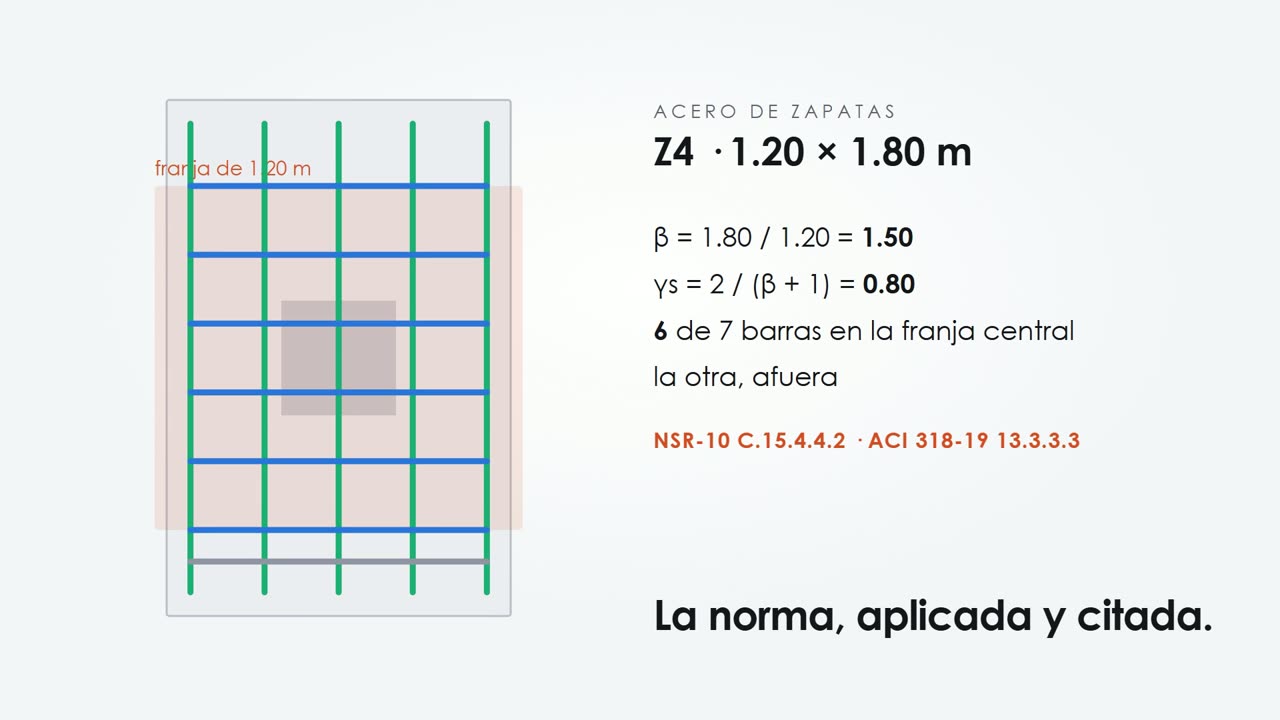 franja de 1.20 m
ACERO DE ZAPATAS
Z4 · 1.20 × 1.80 m
β = 1.80 / 1.20 = 1.50
γs = 2 / (β + 1) = 0.80
6 de 7 barras en la franja central
la otra, afuera
NSR-10 C.15.4.4.2 · ACI 318-19 13.3.3.3
La norma, aplicada y citada.